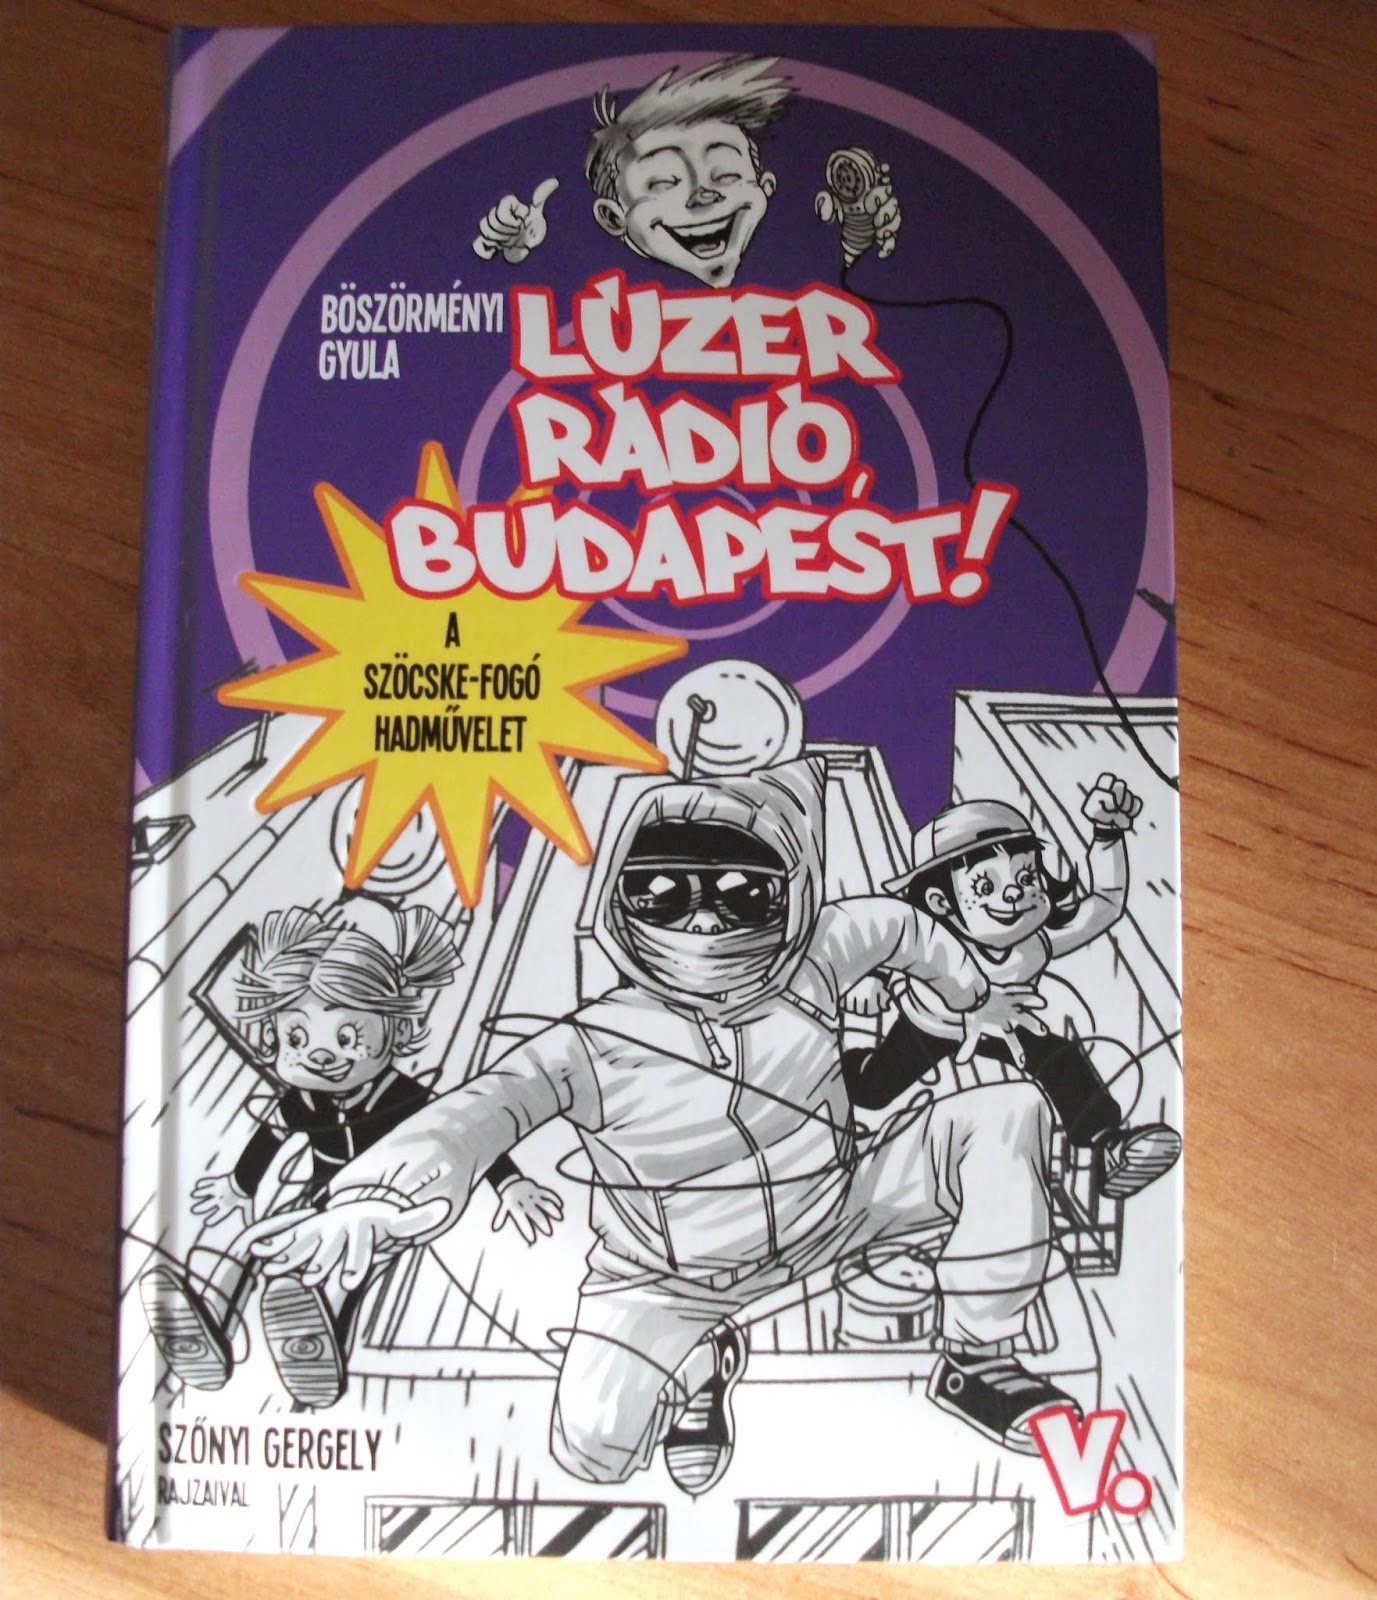 BÖSZÖRMÉNYI
GYULA
LÚZER
RÁDIÓ,
BUDAPEST!
A
SZÖCSKE-FOGÓ
HADMŰVELET
SZŐNYI GERGELY
RAJZAIVAL
V.